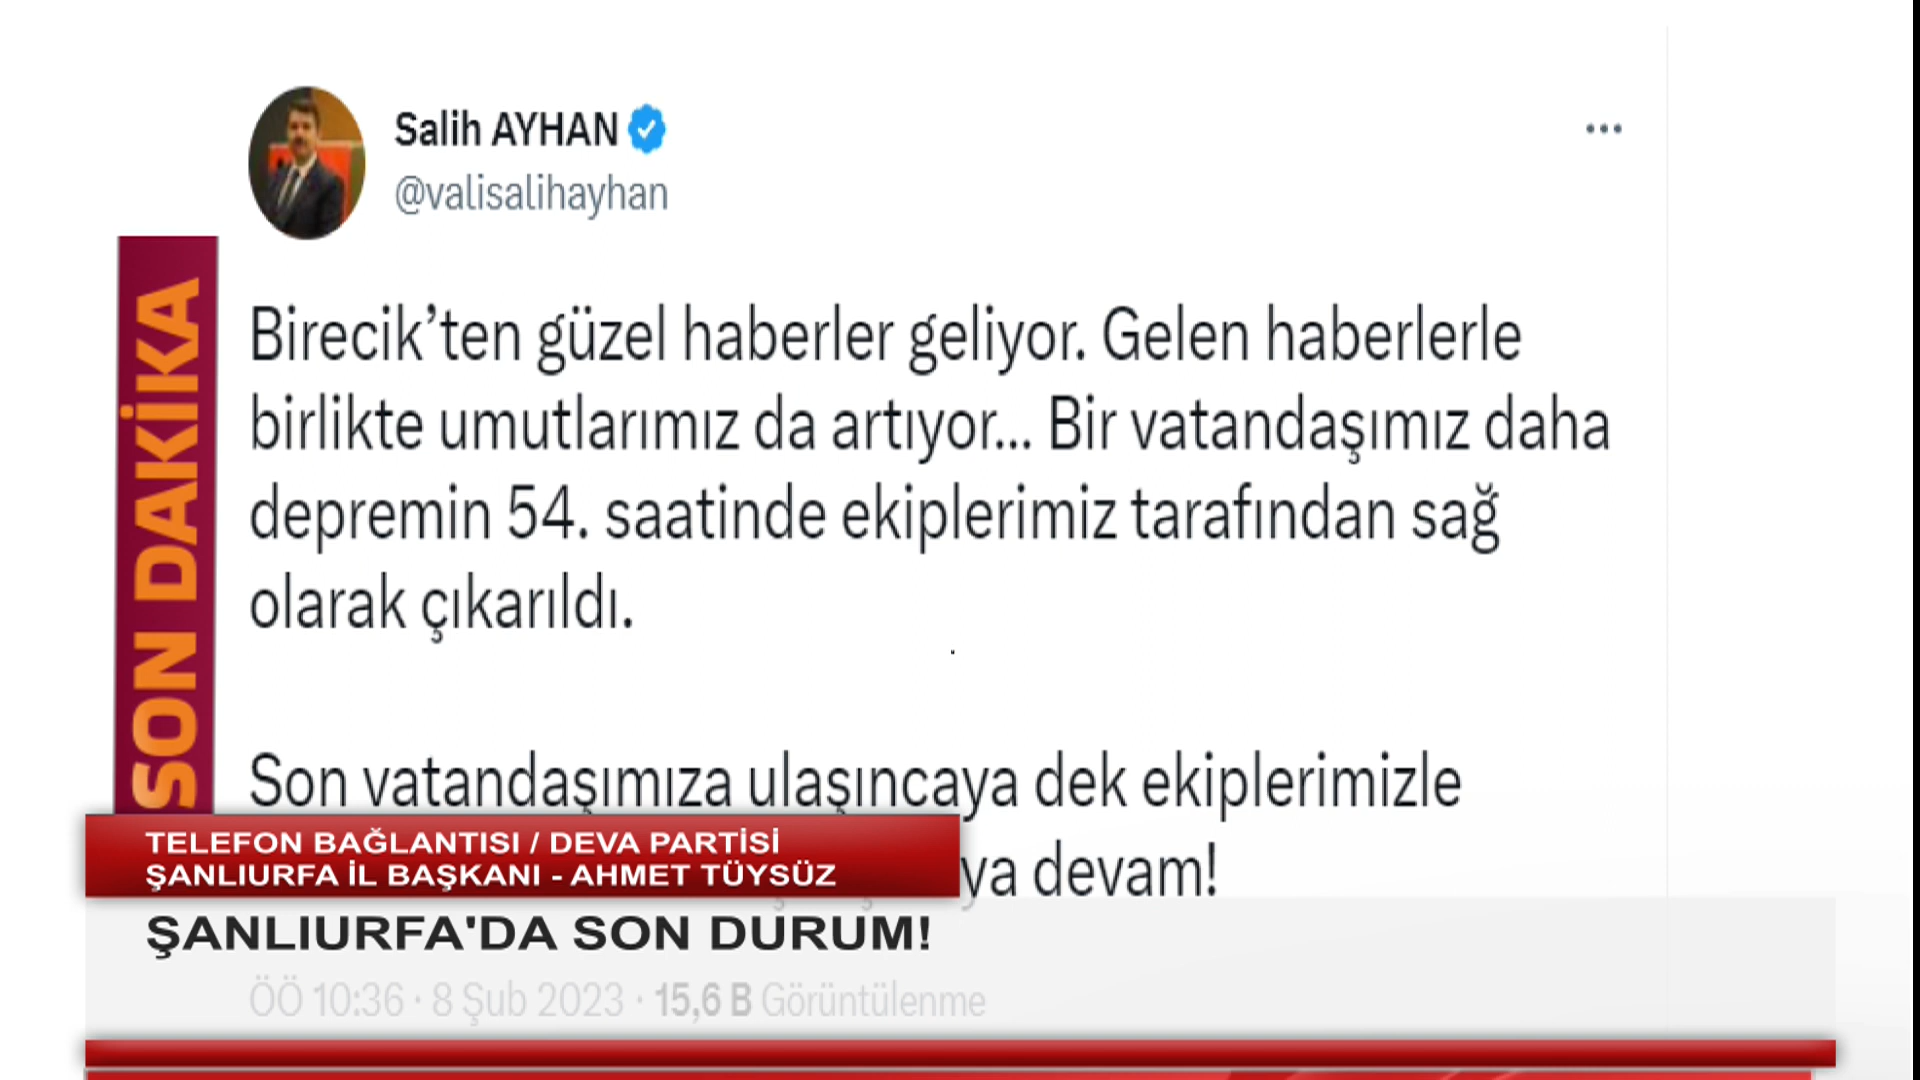 Salih AYHAN
@valisalihayhan
SON DAKİKA
Birecik’ten güzel haberler geliyor. Gelen haberlerle
birlikte umutlarımız da artıyor... Bir vatandaşımız daha
depremin 54. saatinde ekiplerimiz tarafından sağ
olarak çıkarıldı.
Son vatandaşımıza ulaşıncaya dek ekiplerimizle
devam!
TELEFON BAĞLANTISI / DEVA PARTİSİ
ŞANLIURFA İL BAŞKANI - AHMET TÜYSÜZ
ŞANLIURFA'DA SON DURUM!
ÖÖ 10:36 · 8 Şub 2023 · 15,6 B Görüntülenme